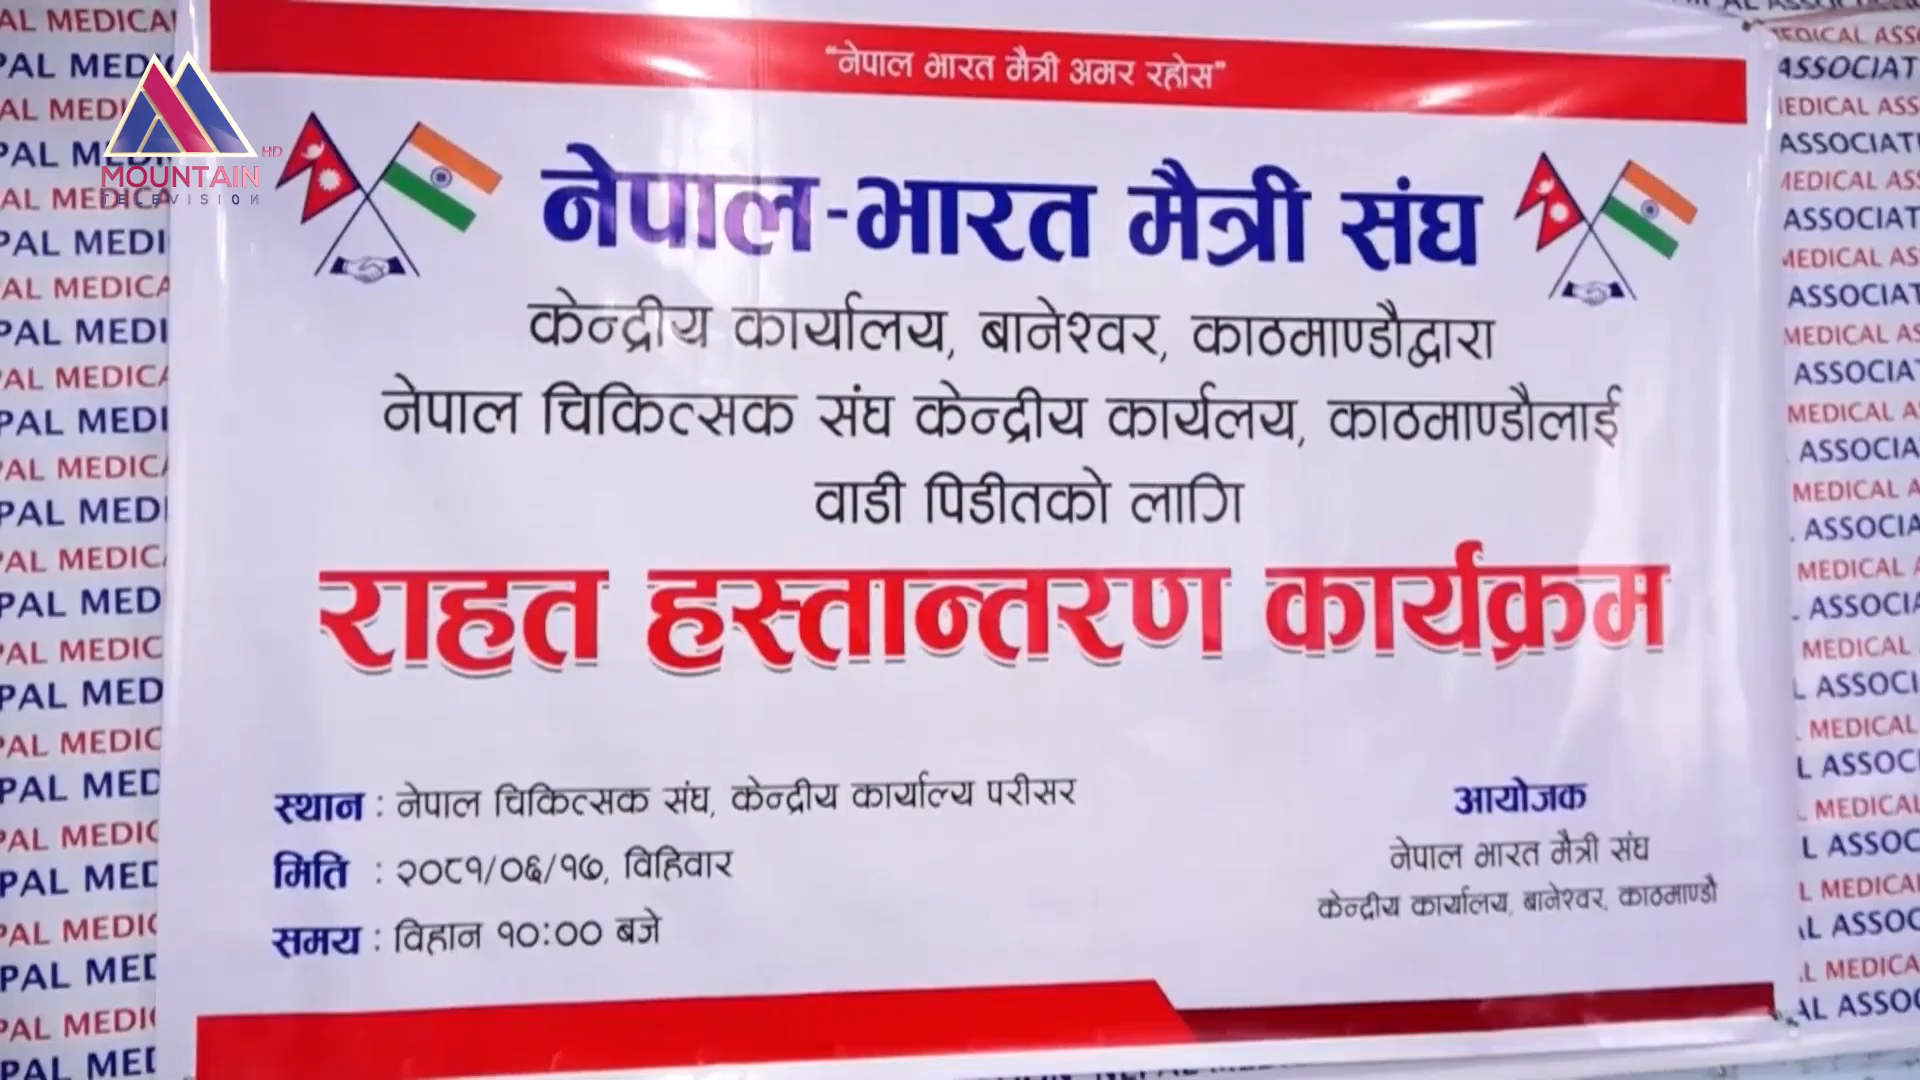 "नेपाल भारत मैत्री अमर रहोस"
MOUNTAIN HD
TELEVISION
नेपाल-भारत मैत्री संघ
केन्द्रीय कार्यालय, बानेश्वर, काठमाण्डौद्वारा
नेपाल चिकित्सक संघ केन्द्रीय कार्यलय, काठमाण्डौलाई
वाडी पिडीतको लागि
राहत हस्तान्तरण कार्यक्रम
स्थान : नेपाल चिकित्सक संघ, केन्द्रीय कार्याल्य परीसर
मिति : २०८१/०६/१७, विहिवार
समय : विहान १०:०० बजे
आयोजक
नेपाल भारत मैत्री संघ
केन्द्रीय कार्यालय, बानेश्वर, काठमाण्डौ